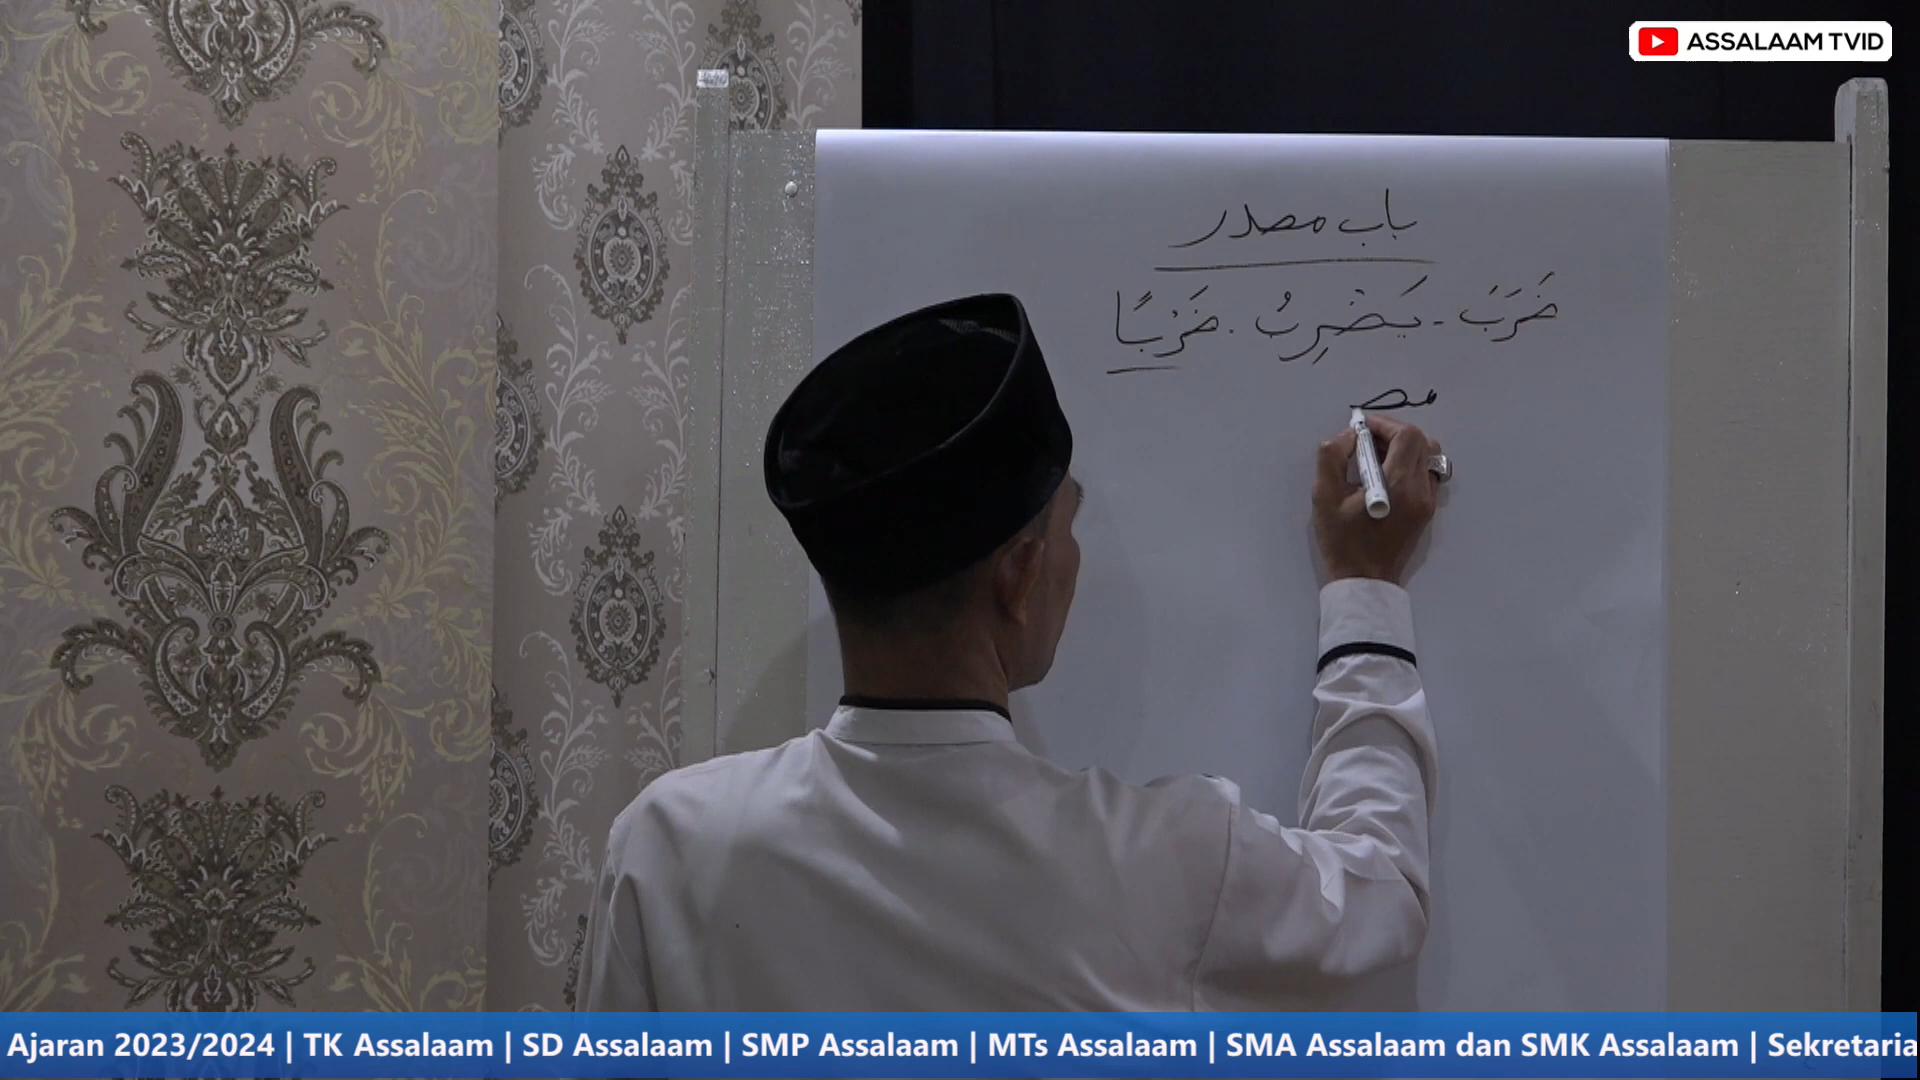 ASSALAAM TVID
باب مصدر
ضَرَبَ - يَضْرِبُ - ضَرْبًا
مصـ
Ajaran 2023/2024 | TK Assalaam | SD Assalaam | SMP Assalaam | MTs Assalaam | SMA Assalaam dan SMK Assalaam | Sekretaria